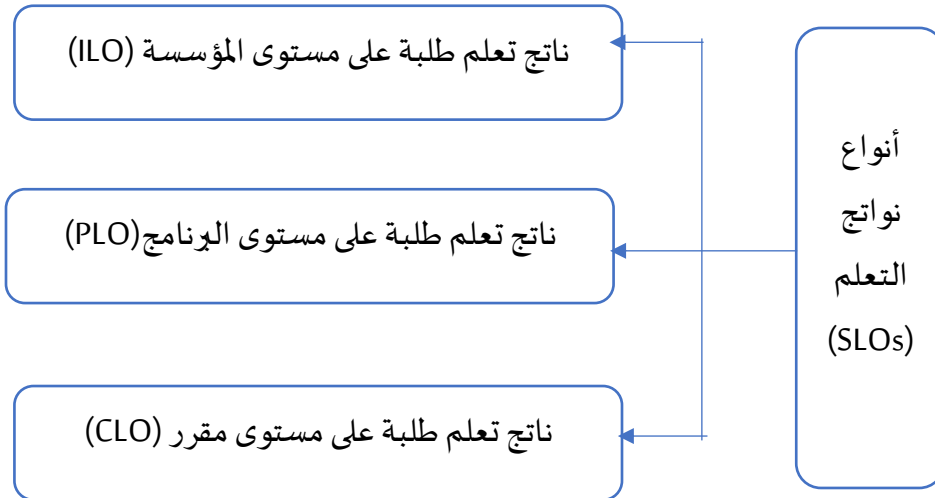 أنواع
نواتج
التعلم
(SLOs)
ناتج تعلم طلبة على مستوى المؤسسة (ILO)
ناتج تعلم طلبة على مستوى البرنامج(PLO)
ناتج تعلم طلبة على مستوى مقرر (CLO)